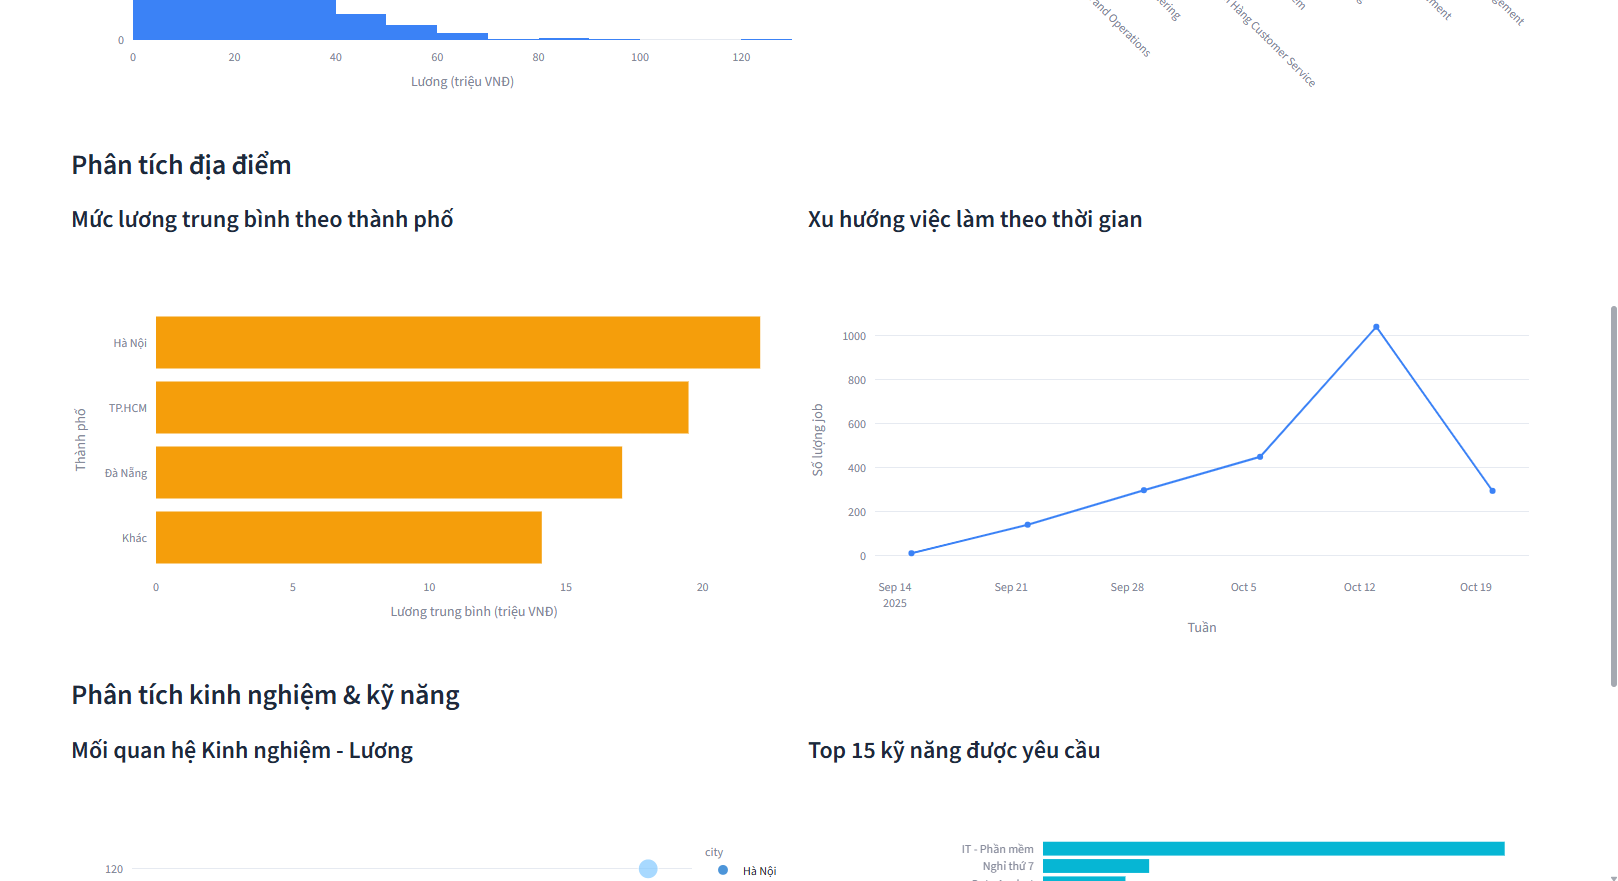 0
0
20
40
60
80
100
120
Lương (triệu VNĐ)
and Operations
Hàng Customer Service
Phân tích địa điểm
Mức lương trung bình theo thành phố
Xu hướng việc làm theo thời gian
Thành phố
Hà Nội
TP.HCM
Đà Nẵng
Khác
0
5
10
15
20
Lương trung bình (triệu VNĐ)
Số lượng job
1000
800
600
400
200
0
Sep 14
2025
Sep 21
Sep 28
Oct 5
Oct 12
Oct 19
Tuần
Phân tích kinh nghiệm & kỹ năng
Mối quan hệ Kinh nghiệm - Lương
Top 15 kỹ năng được yêu cầu
120
city
Hà Nội
IT - Phần mềm
Nghỉ thứ 7